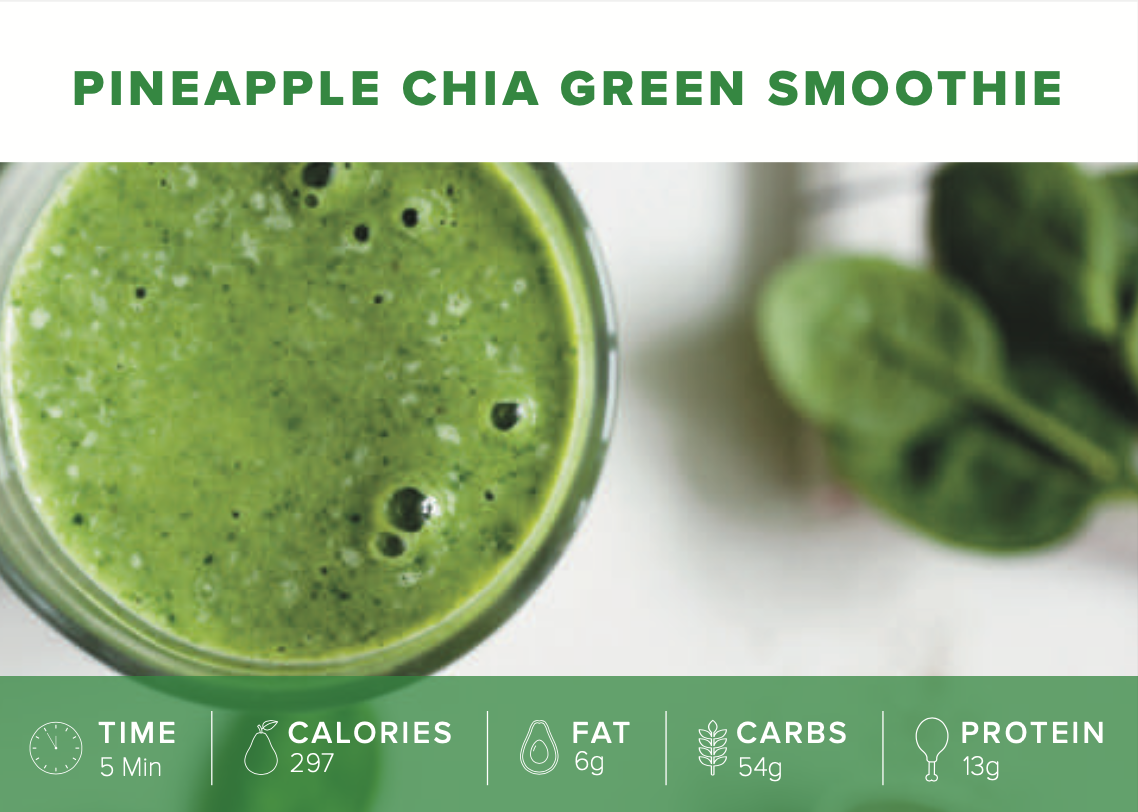 PINEAPPLE CHIA GREEN SMOOTHIE
TIME
5 Min
CALORIES
297
FAT
6g
CARBS
54g
PROTEIN
13g